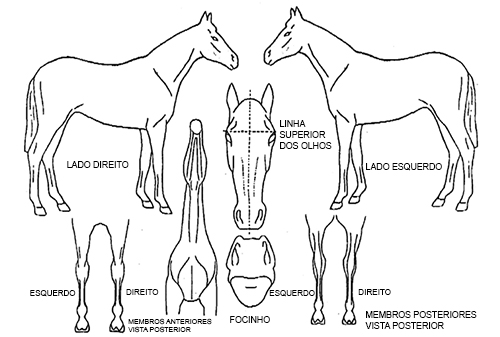 LINHA
SUPERIOR
DOS OLHOS
LADO DIREITO
LADO ESQUERDO
ESQUERDO
DIREITO
MEMBROS ANTERIORES
VISTA POSTERIOR
FOCINHO
ESQUERDO
DIREITO
MEMBROS POSTERIORES
VISTA POSTERIOR